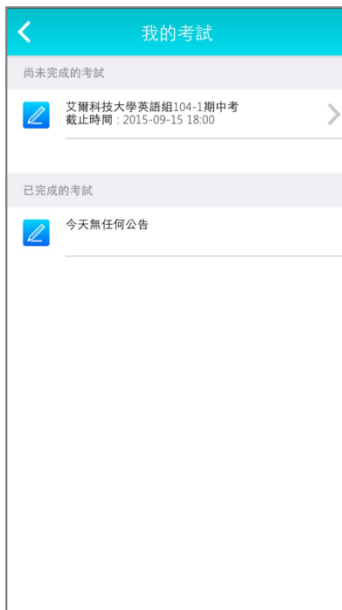 我的考試
尚未完成的考試
艾爾科技大學英語組104-1期中考
截止時間 : 2015-09-15 18:00
已完成的考試
今天無任何公告